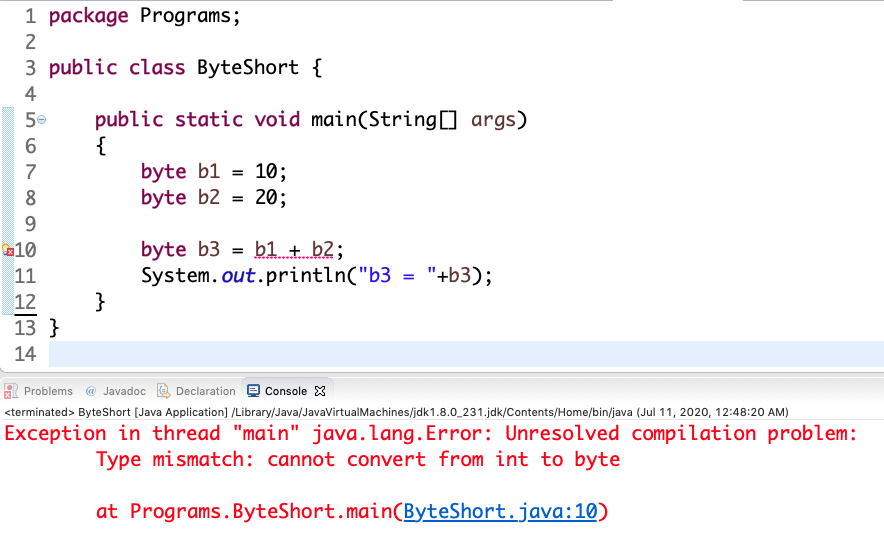 1 package Programs;
2
3 public class ByteShort {
4
5 public static void main(String[] args)
6 {
7 byte b1 = 10;
8 byte b2 = 20;
9
10 byte b3 = b1 + b2;
11 System.out.println("b3 = "+b3);
12 }
13 }
14
Problems @ Javadoc Declaration Console
<terminated> ByteShort [Java Application] /Library/Java/JavaVirtualMachines/jdk1.8.0_231.jdk/Contents/Home/bin/java (Jul 11, 2020, 12:48:20 AM)
Exception in thread "main" java.lang.Error: Unresolved compilation problem:
Type mismatch: cannot convert from int to byte
at Programs.ByteShort.main(ByteShort.java:10)